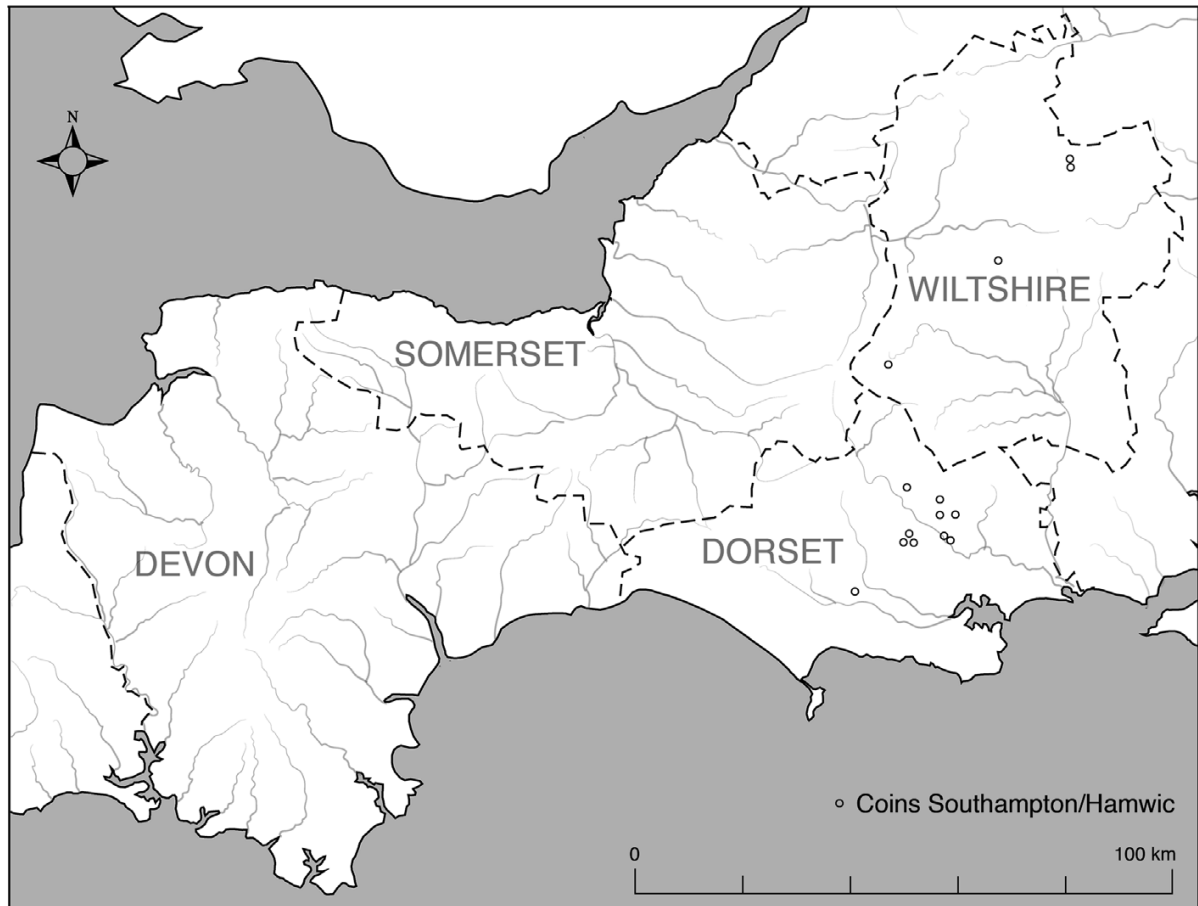 N
WILTSHIRE
SOMERSET
DORSET
DEVON
Coins Southampton/Hamwic
0 100 km